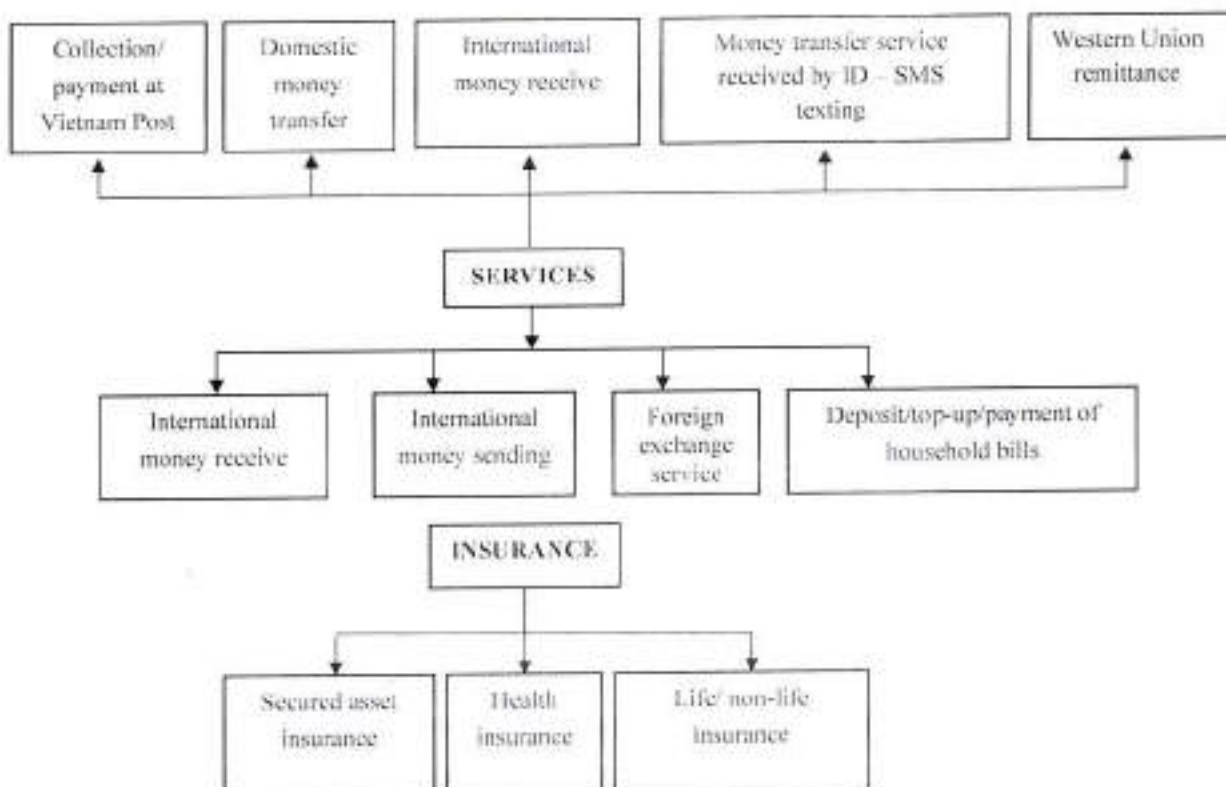 Collection/
payment at
Vietnam Post
Domestic
money
transfer
International
money receive
Money transfer service
received by ID – SMS
texting
Western Union
remittance
SERVICES
International
money receive
International
money sending
Foreign
exchange
service
Deposit/top-up/payment of
household bills
INSURANCE
Secured asset
insurance
Health
insurance
Life/ non-life
insurance